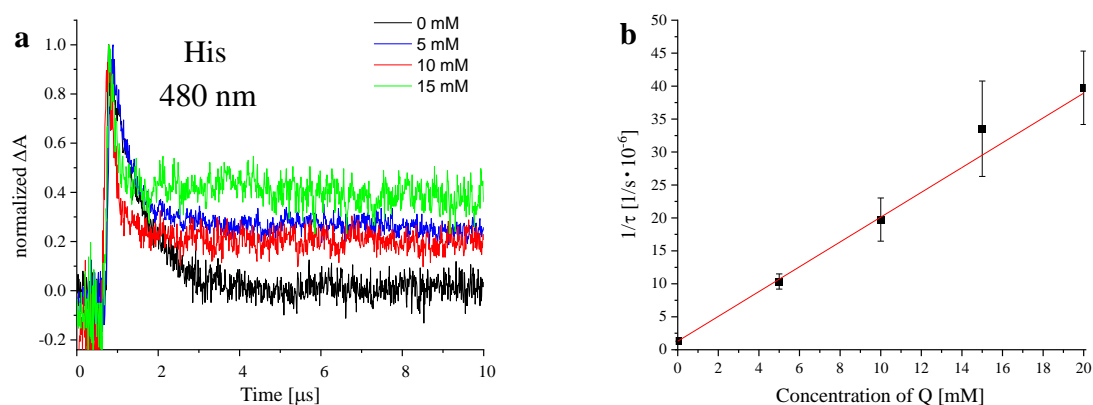 a
His
480 nm
0 mM
5 mM
10 mM
15 mM
normalized ΔA
1.0
0.8
0.6
0.4
0.2
0.0
-0.2
0 2 4 6 8 10
Time [μs]
b
1/τ [1/s·10⁻⁶]
45
40
35
30
25
20
15
10
5
0
0 2 4 6 8 10 12 14 16 18 20
Concentration of Q [mM]